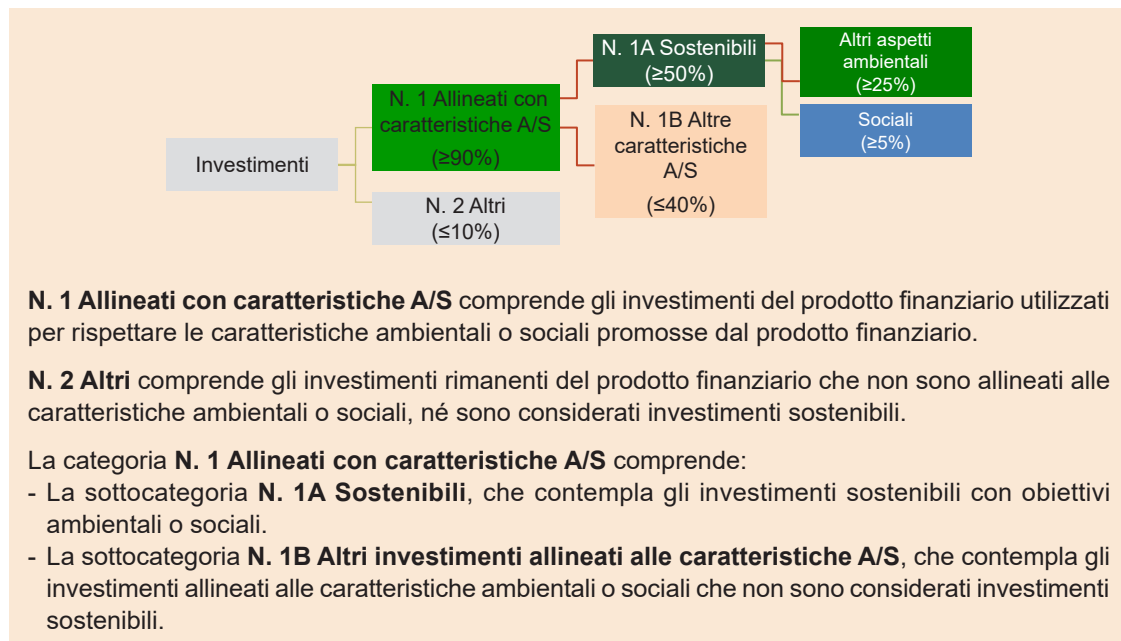 Investimenti
N. 1 Allineati con
caratteristiche A/S
(≥90%)
N. 2 Altri
(≤10%)
N. 1A Sostenibili
(≥50%)
N. 1B Altre
caratteristiche
A/S
(≤40%)
Altri aspetti
ambientali
(≥25%)
Sociali
(≥5%)
N. 1 Allineati con caratteristiche A/S comprende gli investimenti del prodotto finanziario utilizzati
per rispettare le caratteristiche ambientali o sociali promosse dal prodotto finanziario.
N. 2 Altri comprende gli investimenti rimanenti del prodotto finanziario che non sono allineati alle
caratteristiche ambientali o sociali, né sono considerati investimenti sostenibili.
La categoria N. 1 Allineati con caratteristiche A/S comprende:
- La sottocategoria N. 1A Sostenibili, che contempla gli investimenti sostenibili con obiettivi
ambientali o sociali.
- La sottocategoria N. 1B Altri investimenti allineati alle caratteristiche A/S, che contempla gli
investimenti allineati alle caratteristiche ambientali o sociali che non sono considerati investimenti
sostenibili.